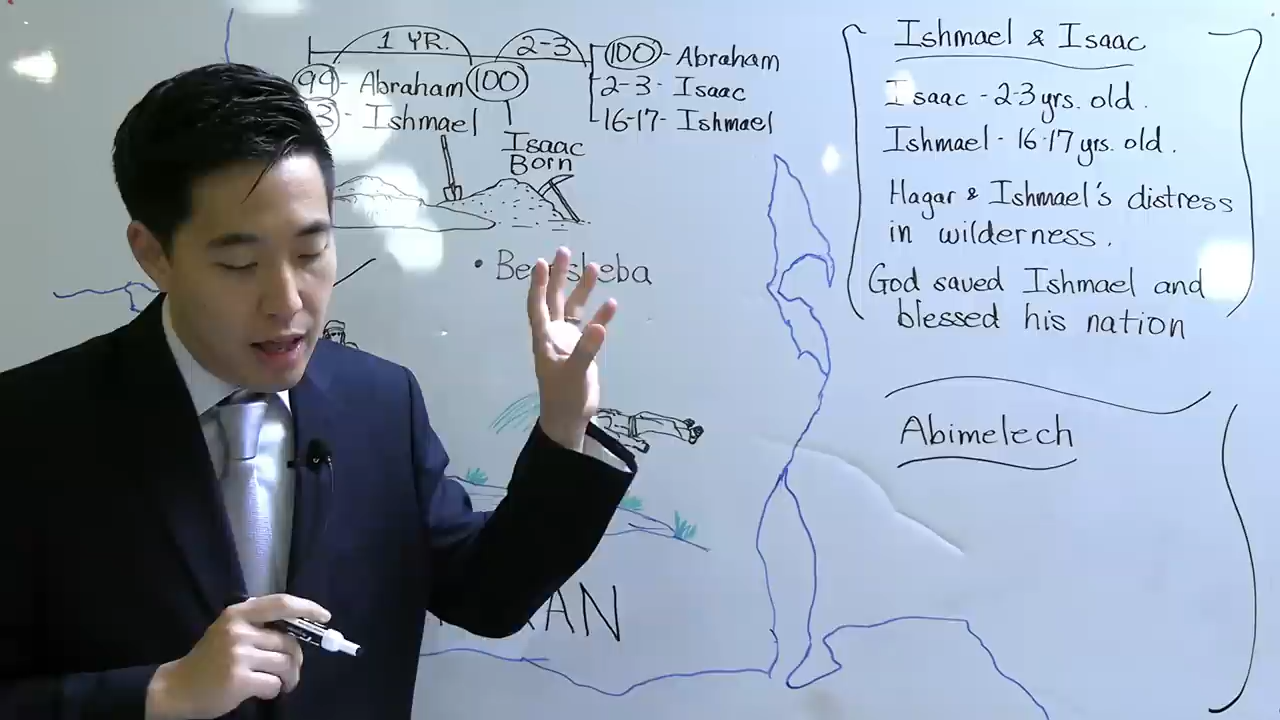 1 YR.
2-3
100 - Abraham
99 - Abraham
100
2-3 - Isaac
3 - Ishmael
16-17 - Ishmael
Isaac
Born
Ishmael & Isaac
Isaac - 2-3 yrs. old.
Ishmael - 16-17 yrs. old.
Hagar & Ishmael's distress
in wilderness.
God saved Ishmael and
blessed his nation
Abimelech